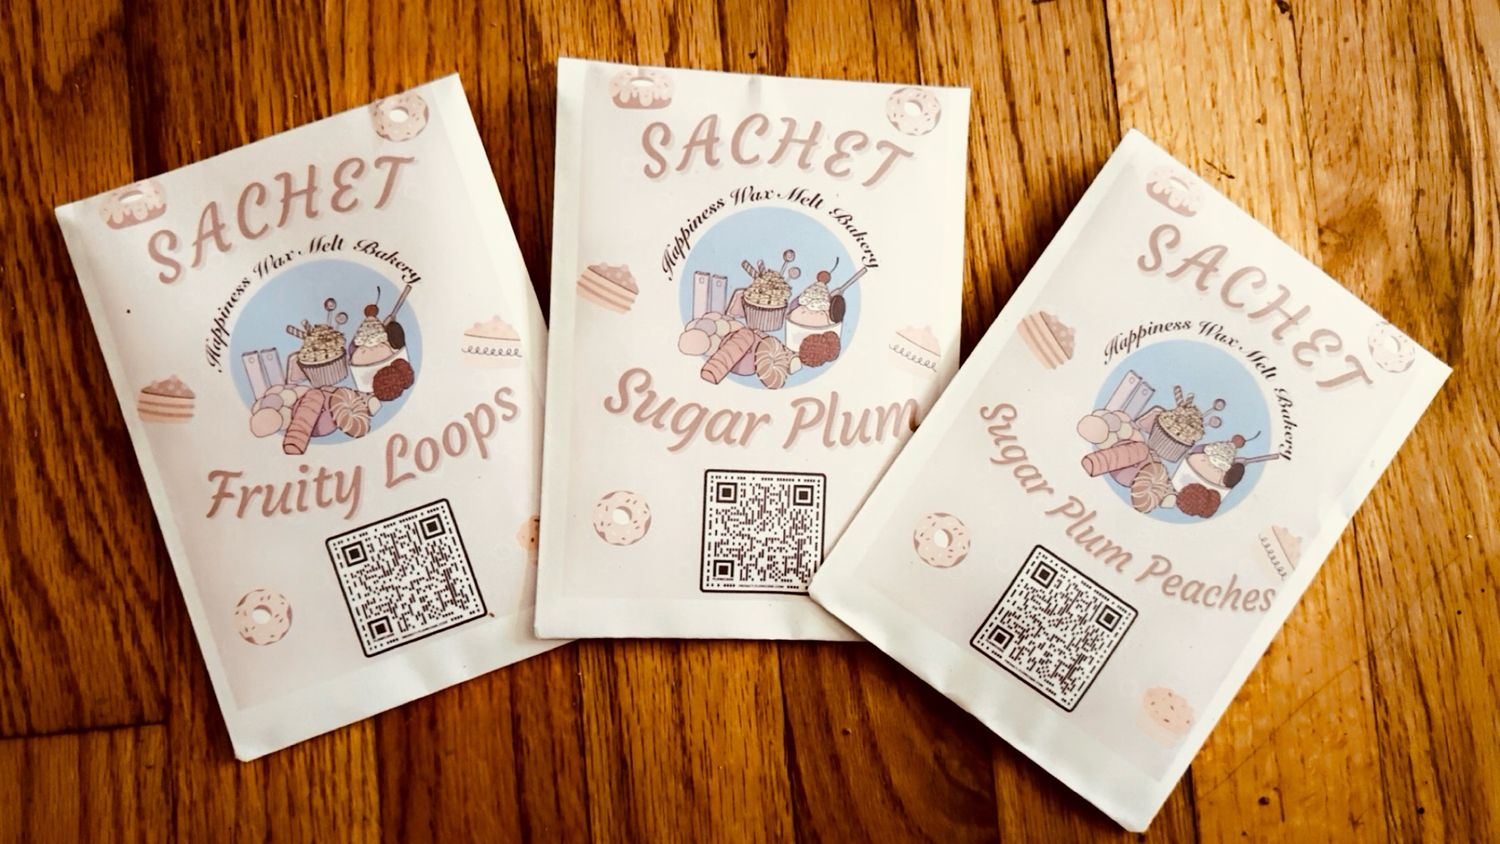 SACHET
Happiness Wax Melt Bakery
Fruity Loops
SACHET
Happiness Wax Melt Bakery
Sugar Plum
SACHET
Happiness Wax Melt Bakery
Sugar Plum Peaches